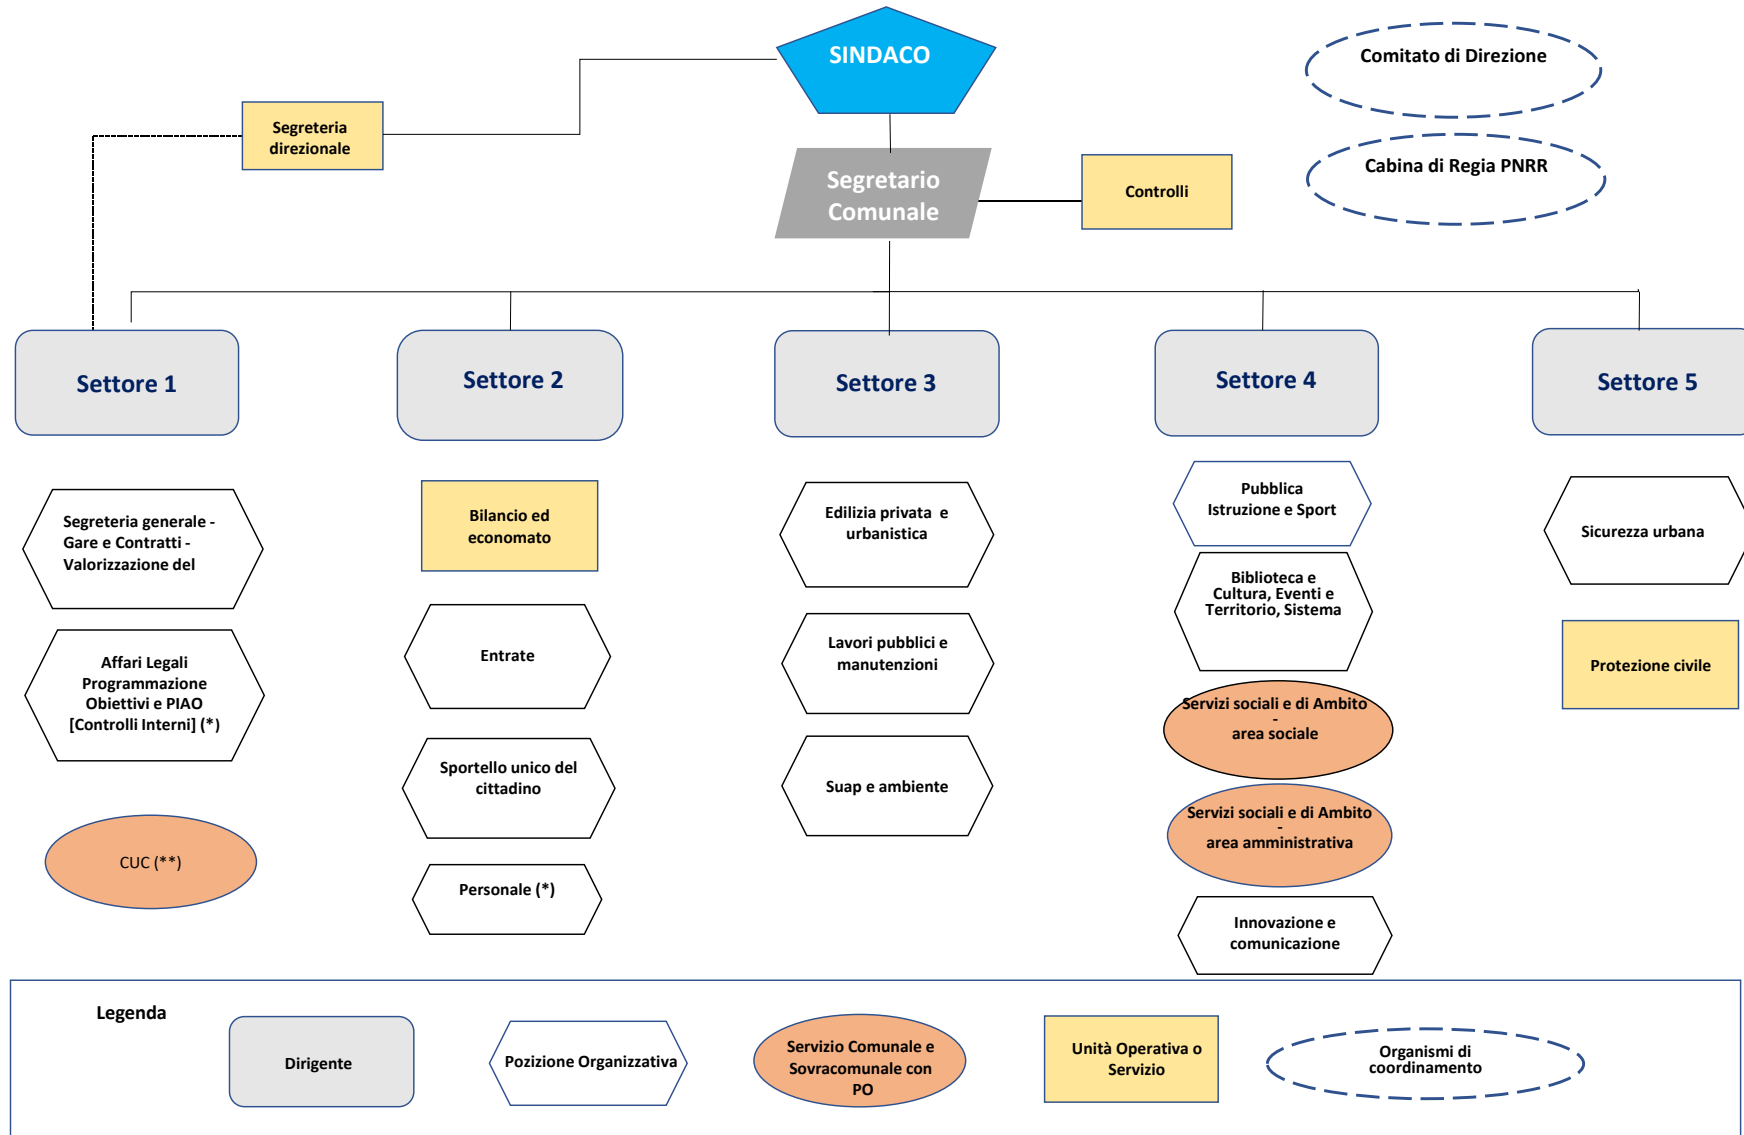 SINDACO
Comitato di Direzione
Segreteria
direzionale
Segretario
Comunale
Controlli
Cabina di Regia PNRR
Settore 1
Settore 2
Settore 3
Settore 4
Settore 5
Segreteria generale -
Gare e Contratti -
Valorizzazione del
Affari Legali
Programmazione
Obiettivi e PIAO
[Controlli Interni] (*)
CUC (**)
Bilancio ed
economato
Entrate
Sportello unico del
cittadino
Personale (*)
Edilizia privata e
urbanistica
Lavori pubblici e
manutenzioni
Suap e ambiente
Pubblica
Istruzione e Sport
Biblioteca e
Cultura, Eventi e
Territorio, Sistema
Servizi sociali e di Ambito
-
area sociale
Servizi sociali e di Ambito
-
area amministrativa
Innovazione e
comunicazione
Sicurezza urbana
Protezione civile
Legenda
Dirigente
Pozizione Organizzativa
Servizio Comunale e
Sovracomunale con
PO
Unità Operativa o
Servizio
Organismi di
coordinamento